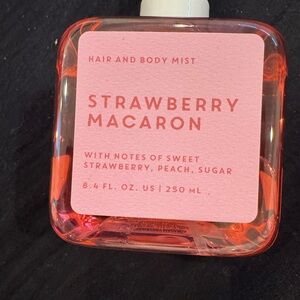 HAIR AND BODY MIST
STRAWBERRY
MACARON
WITH NOTES OF SWEET
STRAWBERRY, PEACH, SUGAR
8.4 FL. OZ. US | 250 ML